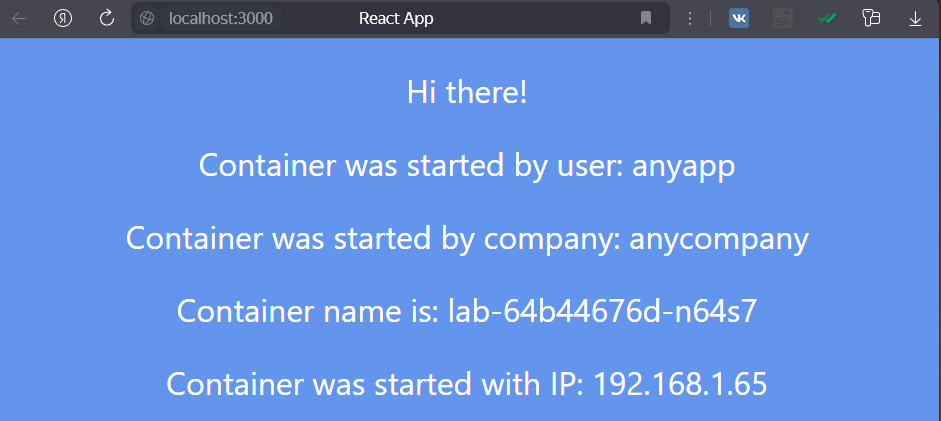 Я localhost:3000 React App
Hi there!
Container was started by user: anyapp
Container was started by company: anycompany
Container name is: lab-64b44676d-n64s7
Container was started with IP: 192.168.1.65